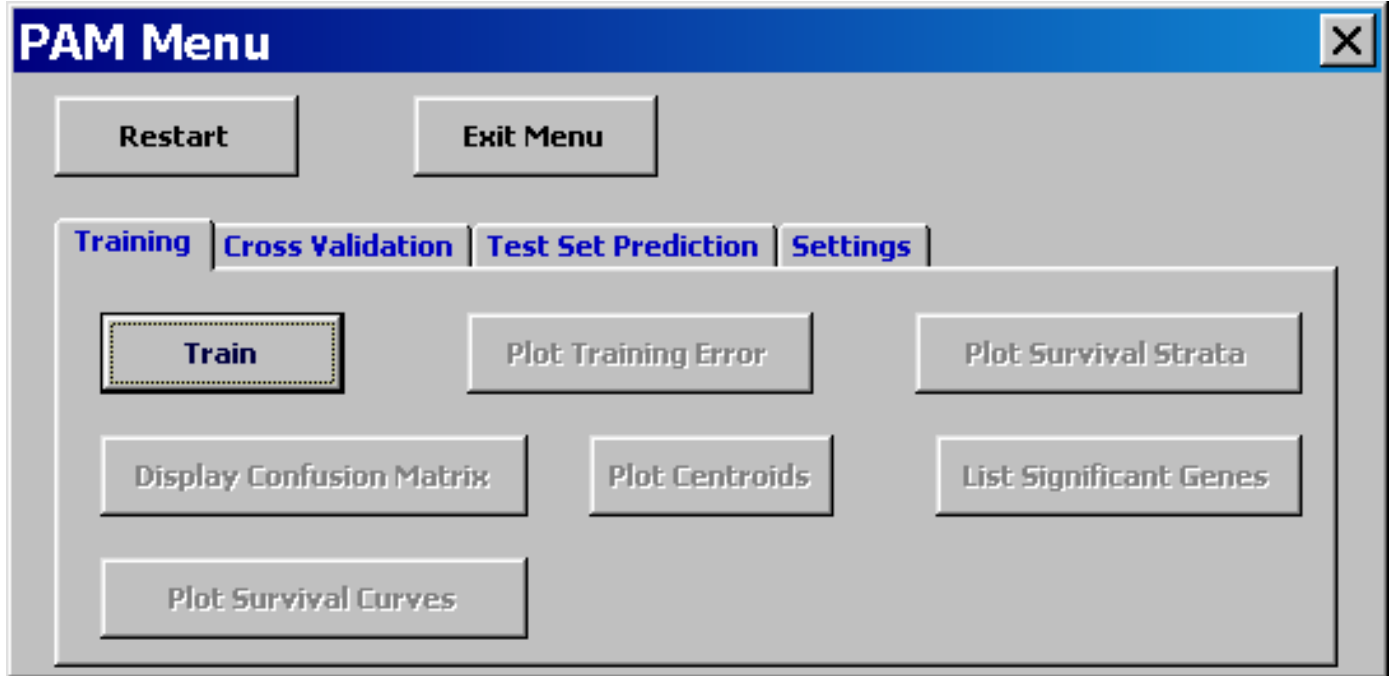 PAM Menu
Restart Exit Menu
Training Cross Validation Test Set Prediction Settings
Train Plot Training Error Plot Survival Strata
Display Confusion Matrix Plot Centroids List Significant Genes
Plot Survival Curves